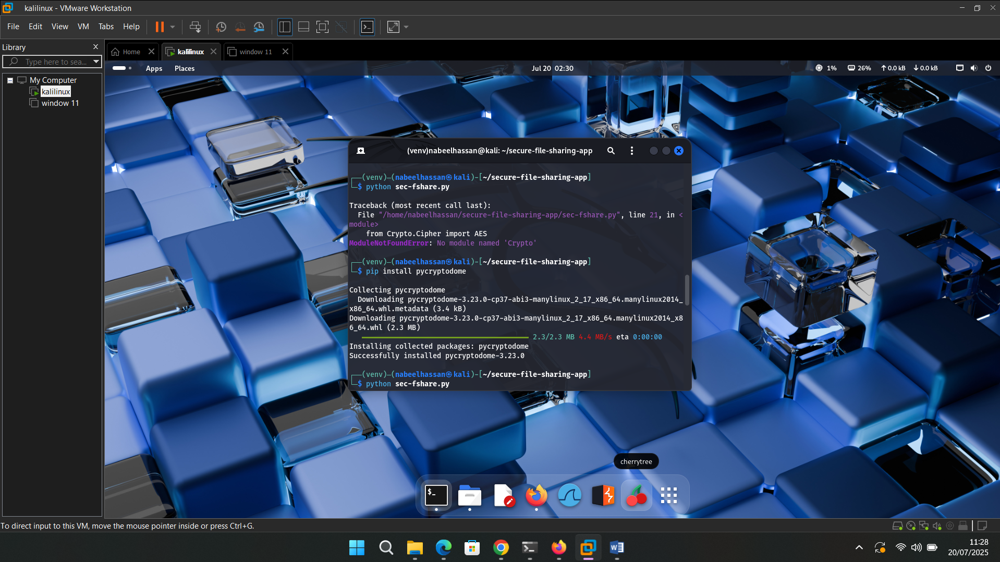 kalilinux - VMware Workstation
File Edit View VM Tabs Help
Library
Type here to sea...
Home
kalilinux
window 11
My Computer
kalilinux
window 11
Apps Places
Jul 20 02:30
1% 26% 0.0 kB 0.0 kB
(venv)nabeelhassan@kali: ~/secure-file-sharing-app
┌──(venv)─(nabeelhassan㉿kali)-[~/secure-file-sharing-app]
└─$ python sec-fshare.py
Traceback (most recent call last):
File "/home/nabeelhassan/secure-file-sharing-app/sec-fshare.py", line 21, in <
module>
from Crypto.Cipher import AES
ModuleNotFoundError: No module named 'Crypto'
┌──(venv)─(nabeelhassan㉿kali)-[~/secure-file-sharing-app]
└─$ pip install pycryptodome
Collecting pycryptodome
Downloading pycryptodome-3.23.0-cp37-abi3-manylinux_2_17_x86_64.manylinux2014_
x86_64.whl.metadata (3.4 kB)
Downloading pycryptodome-3.23.0-cp37-abi3-manylinux_2_17_x86_64.manylinux2014_x8
6_64.whl (2.3 MB)
2.3/2.3 MB 4.4 MB/s eta 0:00:00
Installing collected packages: pycryptodome
Successfully installed pycryptodome-3.23.0
┌──(venv)─(nabeelhassan㉿kali)-[~/secure-file-sharing-app]
└─$ python sec-fshare.py
cherrytree
$_
To direct input to this VM, move the mouse pointer inside or press Ctrl+G.
11:28
20/07/2025